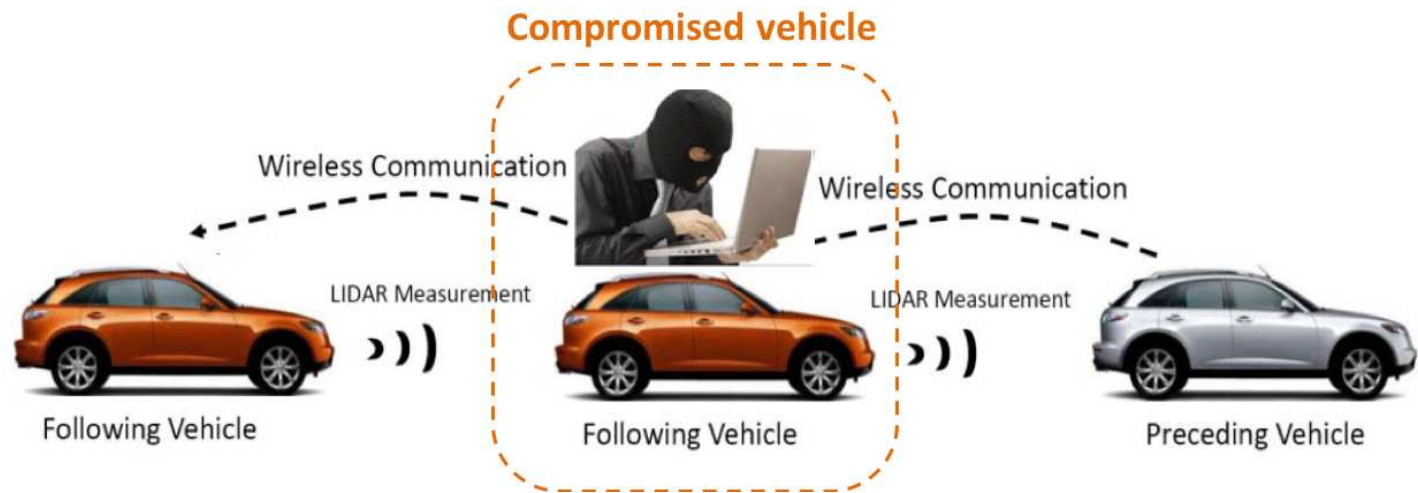 Compromised vehicle
Wireless Communication
Wireless Communication
LIDAR Measurement
LIDAR Measurement
Following Vehicle
Following Vehicle
Preceding Vehicle